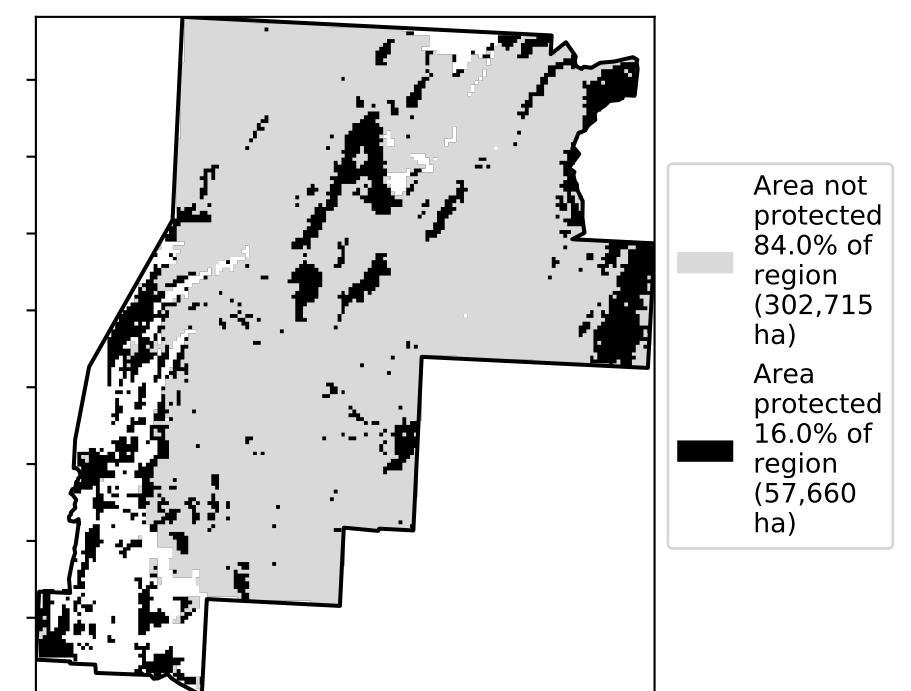 Area not
protected
84.0% of
region
(302,715
ha)
Area
protected
16.0% of
region
(57,660
ha)